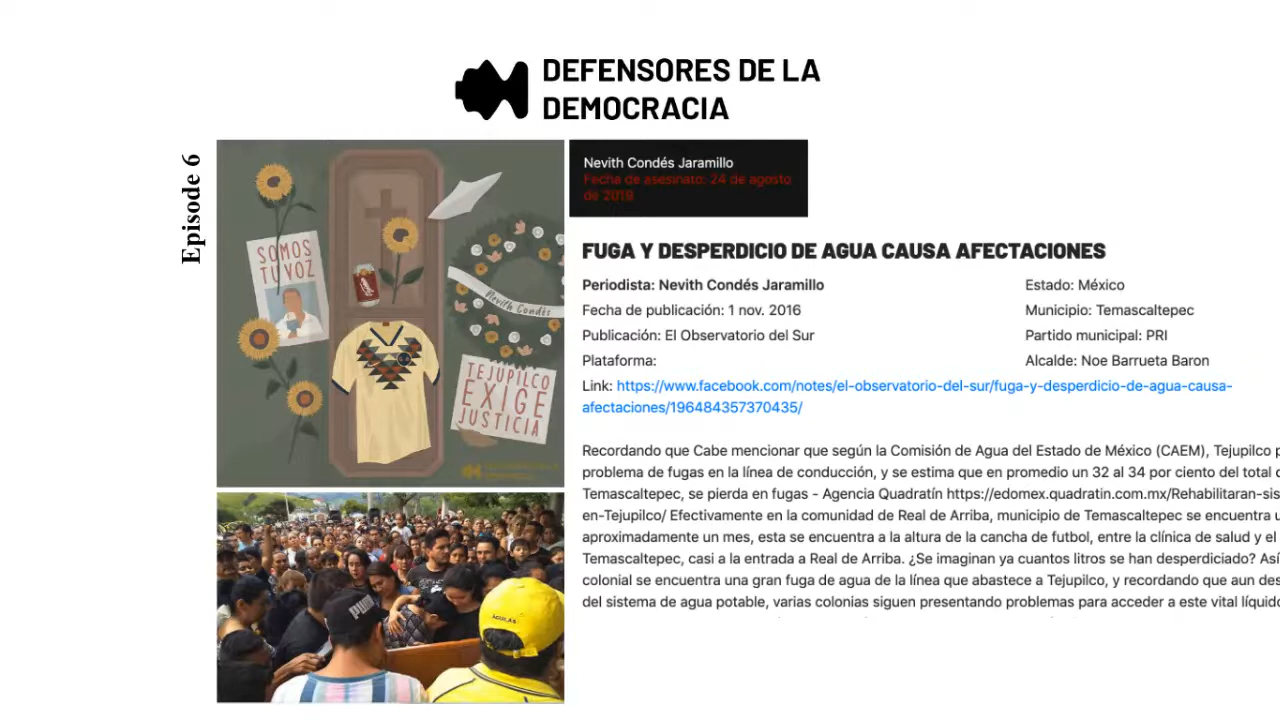 DEFENSORES DE LA
DEMOCRACIA
Episode 6
SOMOS
TU VOZ
Nevith Condés
TEJUPILCO
EXIGE
JUSTICIA
Nevith Condés Jaramillo
Fecha de asesinato: 24 de agosto
de 2019
FUGA Y DESPERDICIO DE AGUA CAUSA AFECTACIONES
Periodista: Nevith Condés Jaramillo
Estado: México
Fecha de publicación: 1 nov. 2016
Municipio: Temascaltepec
Publicación: El Observatorio del Sur
Partido municipal: PRI
Plataforma:
Alcalde: Noe Barrueta Baron
Link: https://www.facebook.com/notes/el-observatorio-del-sur/fuga-y-desperdicio-de-agua-causa-
afectaciones/196484357370435/
Recordando que Cabe mencionar que según la Comisión de Agua del Estado de México (CAEM), Tejupilco p
problema de fugas en la línea de conducción, y se estima que en promedio un 32 al 34 por ciento del total
Temascaltepec, se pierda en fugas - Agencia Quadratín https://edomex.quadratin.com.mx/Rehabilitaran-sis
en-Tejupilco/ Efectivamente en la comunidad de Real de Arriba, municipio de Temascaltepec se encuentra u
aproximadamente un mes, esta se encuentra a la altura de la cancha de futbol, entre la clínica de salud y el
Temascaltepec, casi a la entrada a Real de Arriba. ¿Se imaginan ya cuantos litros se han desperdiciado? Así
colonial se encuentra una gran fuga de agua de la línea que abastece a Tejupilco, y recordando que aun des
del sistema de agua potable, varias colonias siguen presentando problemas para acceder a este vital líquido
PUMA
AGUILAS